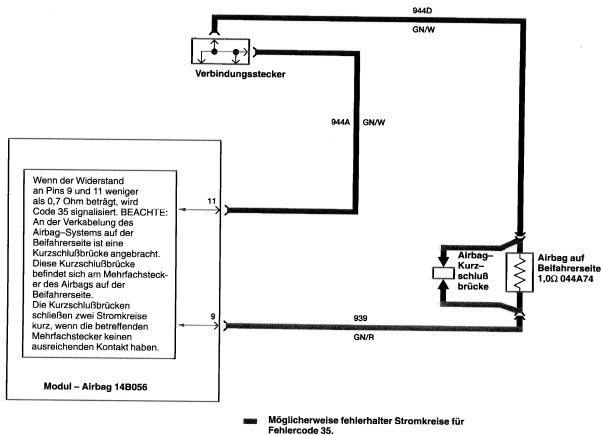 944D
GN/W
Verbindungsstecker
944A
GN/W
Wenn der Widerstand
an Pins 9 und 11 weniger
als 0,7 Ohm beträgt, wird
Code 35 signalisiert. BEACHTE:
An der Verkabelung des
Airbag–Systems auf der
Beifahrerseite ist eine
Kurzschlußbrücke angebracht.
Diese Kurzschlußbrücke
befindet sich am Mehrfachsteck-
er des Airbags auf der
Beifahrerseite.
Die Kurzschlußbrücken
schließen zwei Stromkreise
kurz, wenn die betreffenden
Mehrfachstecker keinen
ausreichenden Kontakt haben.
11
9
Airbag–
Kurz–
schluß
brücke
Airbag auf
Beifahrerseite
1,0Ω 044A74
939
GN/R
Modul – Airbag 14B056
Möglicherweise fehlerhalter Stromkreise für
Fehlercode 35.